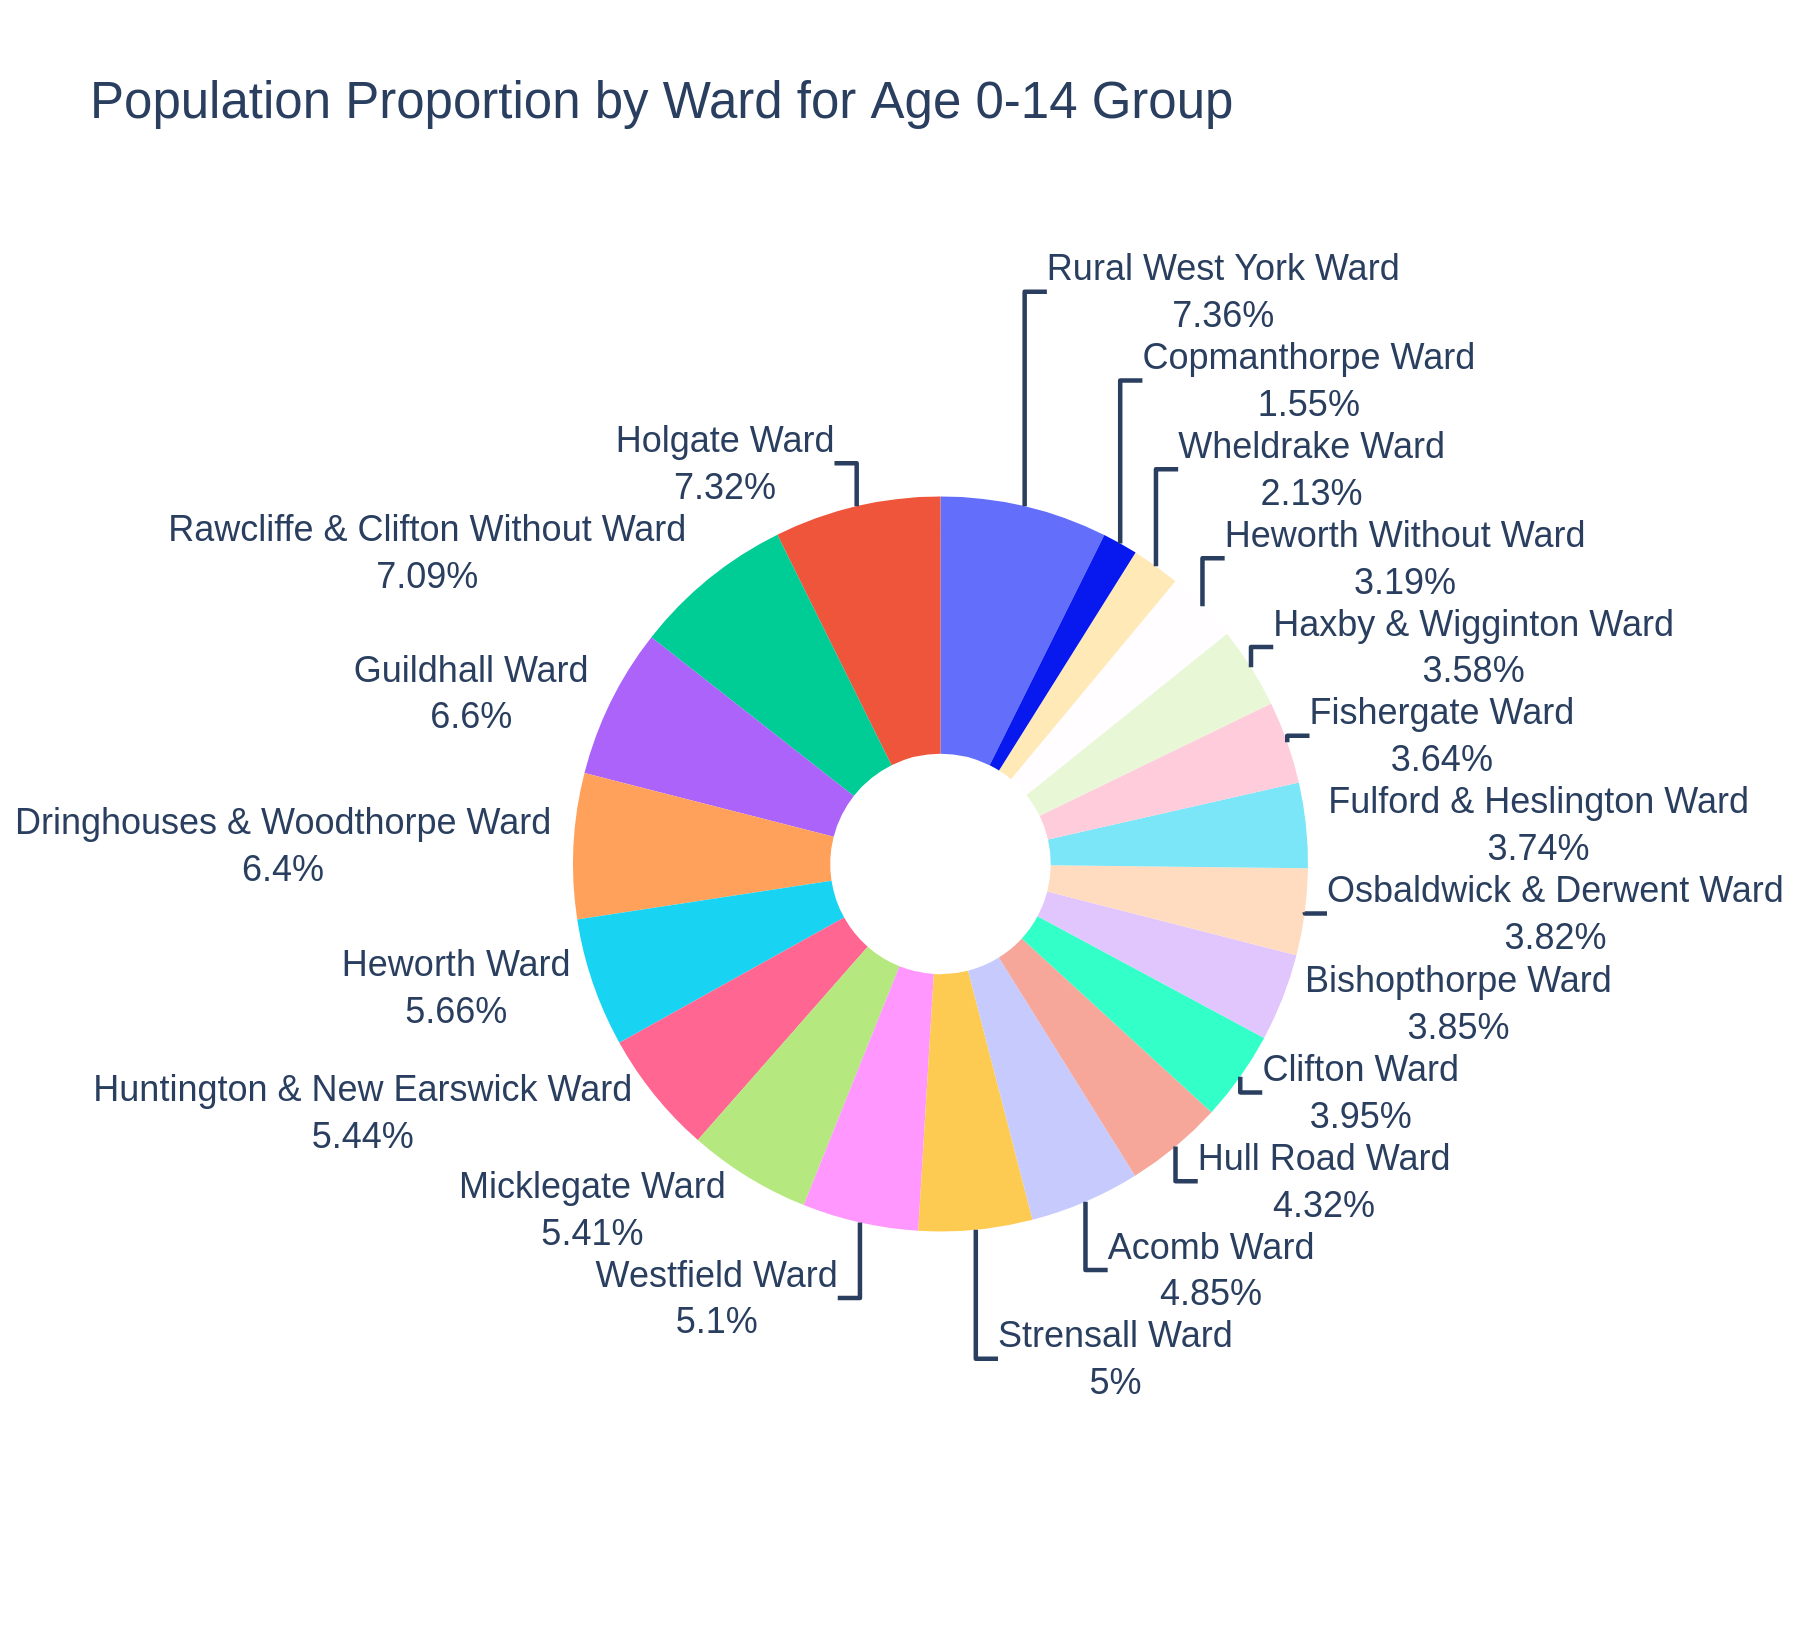 Population Proportion by Ward for Age 0-14 Group
Rural West York Ward
7.36%
Copmanthorpe Ward
1.55%
Wheldrake Ward
2.13%
Heworth Without Ward
3.19%
Haxby & Wigginton Ward
3.58%
Fishergate Ward
3.64%
Fulford & Heslington Ward
3.74%
Osbaldwick & Derwent Ward
3.82%
Bishopthorpe Ward
3.85%
Clifton Ward
3.95%
Hull Road Ward
4.32%
Acomb Ward
4.85%
Strensall Ward
5%
Westfield Ward
5.1%
Micklegate Ward
5.41%
Huntington & New Earswick Ward
5.44%
Heworth Ward
5.66%
Dringhouses & Woodthorpe Ward
6.4%
Guildhall Ward
6.6%
Rawcliffe & Clifton Without Ward
7.09%
Holgate Ward
7.32%